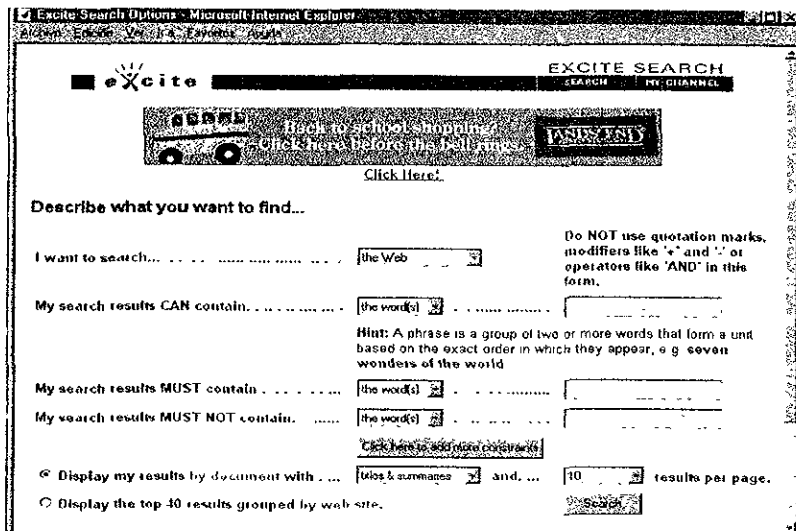 Excite Search Options - Microsoft Internet Explorer
Archivo Edición Ver Ir a Favoritos Ayuda
excite
EXCITE SEARCH
SEARCH MY CHANNEL
Back to school shopping?
Click here before the bell rings.
LANDS' END
Click Here!
Describe what you want to find...
I want to search... the Web
Do NOT use quotation marks, modifiers like '+' and '-' or operators like 'AND' in this form.
My search results CAN contain. the word(s)
Hint: A phrase is a group of two or more words that form a unit
based on the exact order in which they appear, e.g. seven
wonders of the world
My search results MUST contain the word(s)
My search results MUST NOT contain. the word(s)
Click here to add more constraints
Display my results by document with .... titles & summaries and. ... 10 results per page.
Display the top 40 results grouped by web site. Search